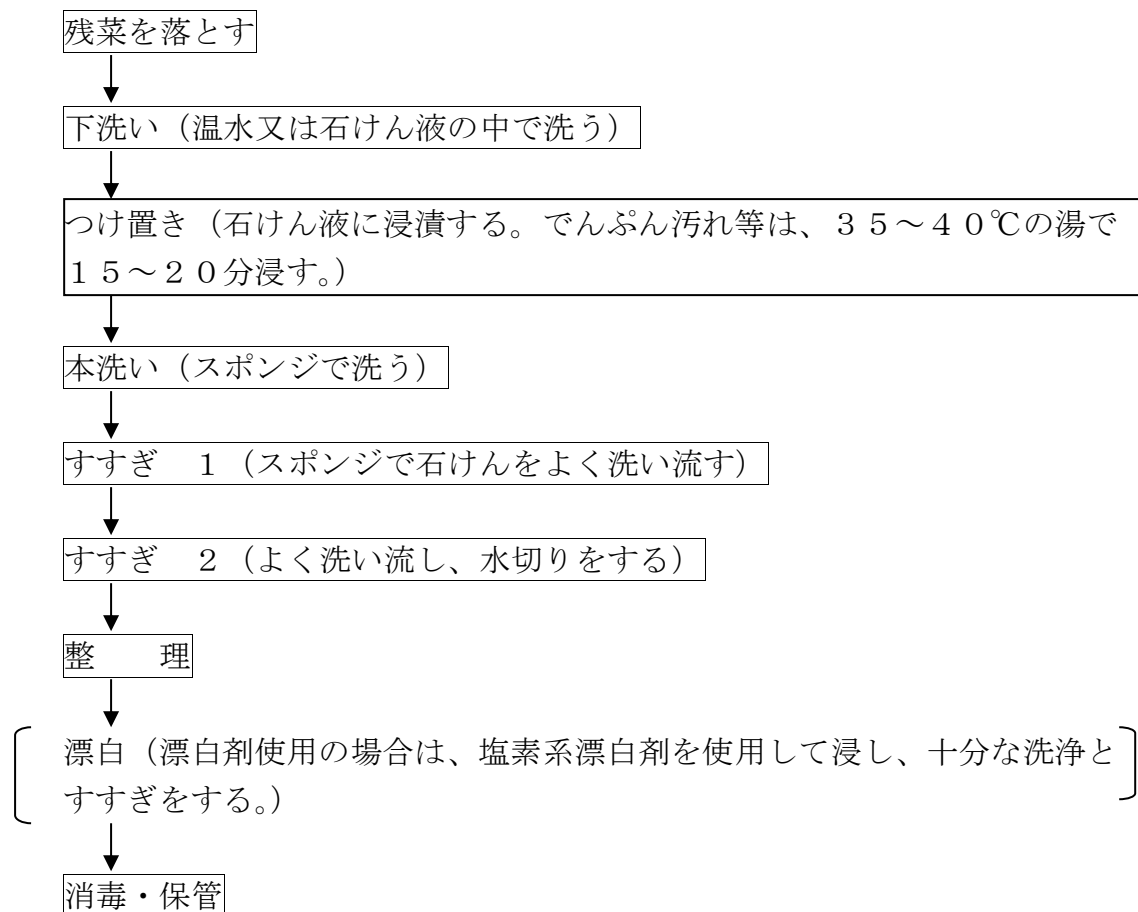 残菜を落とす
下洗い（温水又は石けん液の中で洗う）
つけ置き（石けん液に浸漬する。でんぷん汚れ等は、３５～４０℃の湯で
１５～２０分浸す。）
本洗い（スポンジで洗う）
すすぎ　１（スポンジで石けんをよく洗い流す）
すすぎ　２（よく洗い流し、水切りをする）
整　　理
漂白（漂白剤使用の場合は、塩素系漂白剤を使用して浸し、十分な洗浄と
すすぎをする。）
消毒・保管